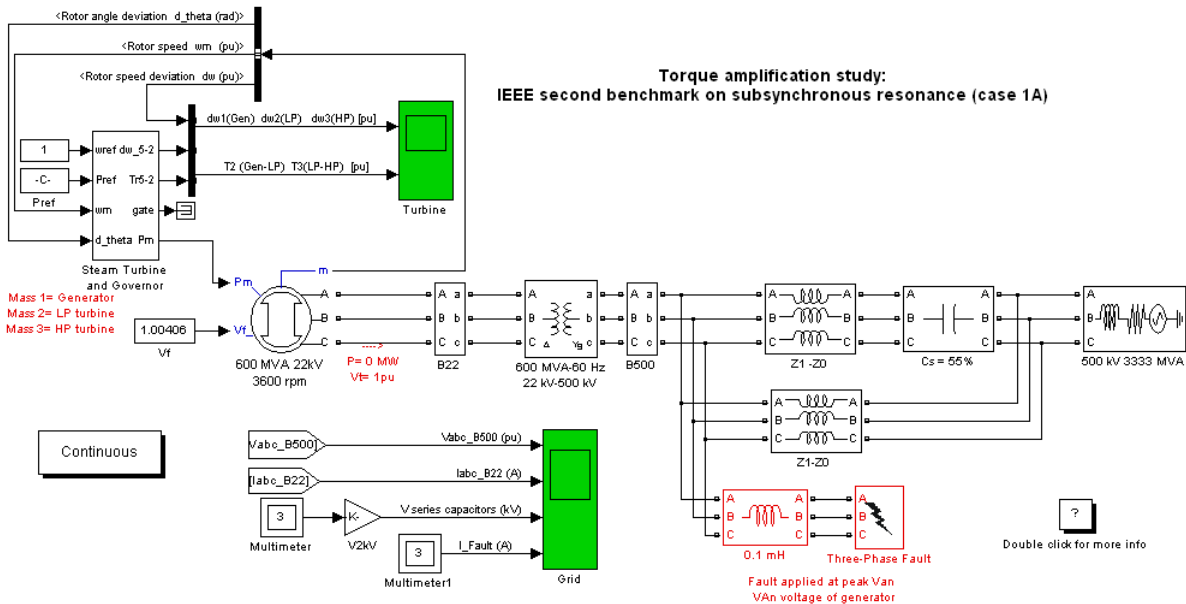 <Rotor angle deviation d_theta (rad)>
<Rotor speed wm (pu)>
<Rotor speed deviation dw (pu)>
Torque amplification study:
IEEE second benchmark on subsynchronous resonance (case 1A)
dw1(Gen) dw2(LP) dw3(HP) [pu]
T2 (Gen-LP) T3(LP-HP) [pu]
Turbine
1
-C-
Pref
wref dw_5-2
Pref Tr5-2
wm gate
d_theta Pm
Steam Turbine
and Governor
Mass 1= Generator
Mass 2= LP turbine
Mass 3= HP turbine
1.00406
Vf
m
Pm
Vf_
A
B
C
600 MVA 22kV
3600 rpm
P= 0 MW
Vt= 1pu
A a
B b
C c
B22
A a
B b
C c
Δ Yg
600 MVA-60 Hz
22 kV-500 kV
A a
B b
C c
B500
A A
B B
C C
Z1-Z0
A A
B B
C C
Cs = 55%
A
B
C
500 kV 3333 MVA
A A
B B
C C
Z1-Z0
Continuous
Vabc_B500]
Vabc_B500 (pu)
[Iabc_B22]
Iabc_B22 (A)
3
Multimeter
K-
V2kV
V series capacitors (kV)
3
Multimeter1
I_Fault (A)
Grid
A A
B B
C C
0.1 mH
A
B
C
Three-Phase Fault
Fault applied at peak Van
VAn voltage of generator
?
Double click for more info